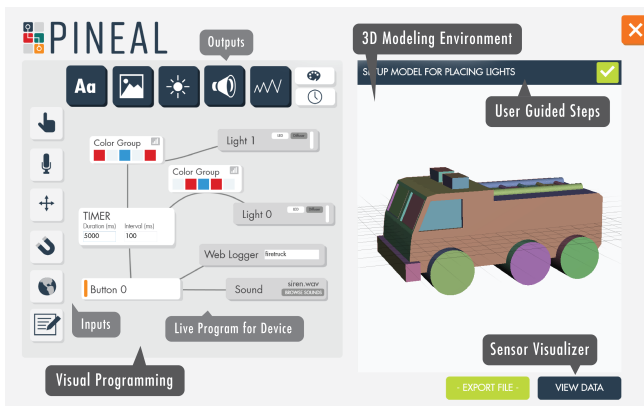 PINEAL
Outputs
3D Modeling Environment
Aa
SETUP MODEL FOR PLACING LIGHTS
User Guided Steps
Color Group
Light 1
LED
Color Group
Light 0
LED
TIMER
Duration (ms)
Interval (ms)
5000
100
Web Logger
firetruck
Button 0
Sound
siren.wav
BROWSE SOUNDS
Inputs
Live Program for Device
Visual Programming
Sensor Visualizer
- EXPORT FILE -
VIEW DATA